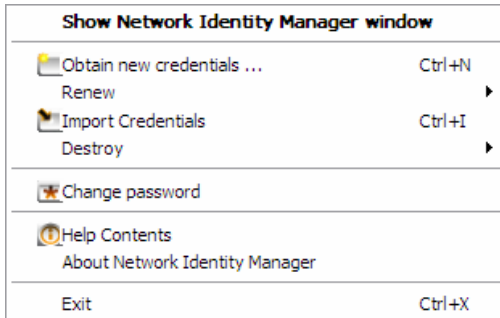 Show Network Identity Manager window
Obtain new credentials ... Ctrl+N
Renew
Import Credentials Ctrl+I
Destroy
Change password
Help Contents
About Network Identity Manager
Exit Ctrl+X